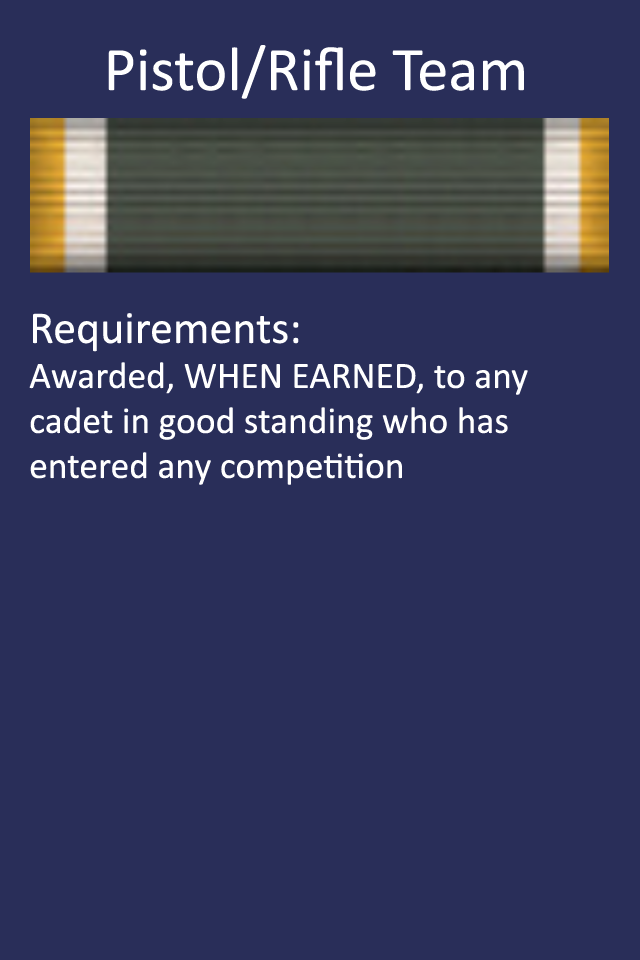 Pistol/Rifle Team
Requirements:
Awarded, WHEN EARNED, to any
cadet in good standing who has
entered any competition